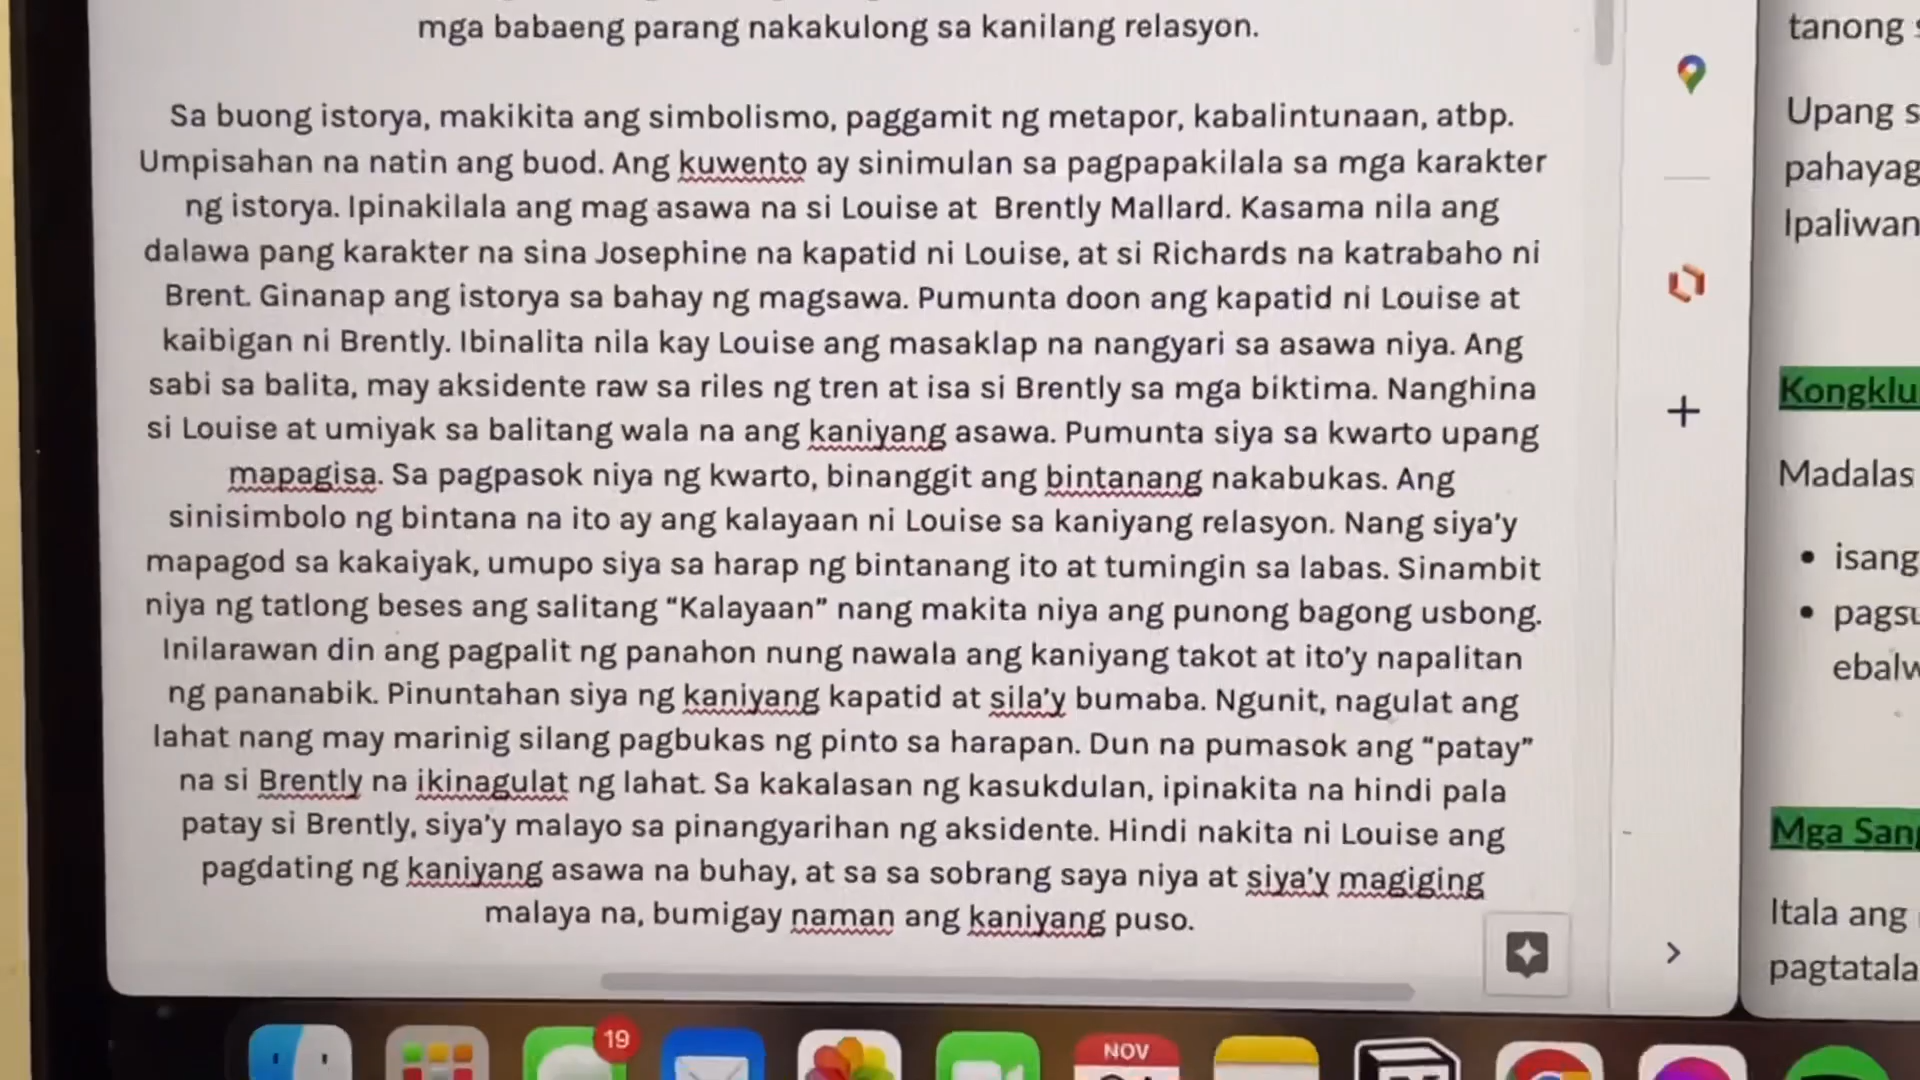 mga babaeng parang nakakulong sa kanilang relasyon.
Sa buong istorya, makikita ang simbolismo, paggamit ng metapor, kabalintunaan, atbp.
Umpisahan na natin ang buod. Ang kuwento ay sinimulan sa pagpapakilala sa mga karakter
ng istorya. Ipinakilala ang mag asawa na si Louise at  Brently Mallard. Kasama nila ang
dalawa pang karakter na sina Josephine na kapatid ni Louise, at si Richards na katrabaho ni
Brent. Ginanap ang istorya sa bahay ng magsawa. Pumunta doon ang kapatid ni Louise at
kaibigan ni Brently. Ibinalita nila kay Louise ang masaklap na nangyari sa asawa niya. Ang
sabi sa balita, may aksidente raw sa riles ng tren at isa si Brently sa mga biktima. Nanghina
si Louise at umiyak sa balitang wala na ang kaniyang asawa. Pumunta siya sa kwarto upang
mapagisa. Sa pagpasok niya ng kwarto, binanggit ang bintanang nakabukas. Ang
sinisimbolo ng bintana na ito ay ang kalayaan ni Louise sa kaniyang relasyon. Nang siya’y
mapagod sa kakaiyak, umupo siya sa harap ng bintanang ito at tumingin sa labas. Sinambit
niya ng tatlong beses ang salitang “Kalayaan” nang makita niya ang punong bagong usbong.
Inilarawan din ang pagpalit ng panahon nung nawala ang kaniyang takot at ito’y napalitan
ng pananabik. Pinuntahan siya ng kaniyang kapatid at sila’y bumaba. Ngunit, nagulat ang
lahat nang may marinig silang pagbukas ng pinto sa harapan. Dun na pumasok ang “patay”
na si Brently na ikinagulat ng lahat. Sa kakalasan ng kasukdulan, ipinakita na hindi pala
patay si Brently, siya’y malayo sa pinangyarihan ng aksidente. Hindi nakita ni Louise ang
pagdating ng kaniyang asawa na buhay, at sa sa sobrang saya niya at siya’y magiging
malaya na, bumigay naman ang kaniyang puso.
tanong
Upang
pahayag
Ipaliwan
Kongklu
Madalas
• isang
• pagsu
ebalw
Mga Sang
Itala ang
pagtatala
19
NOV